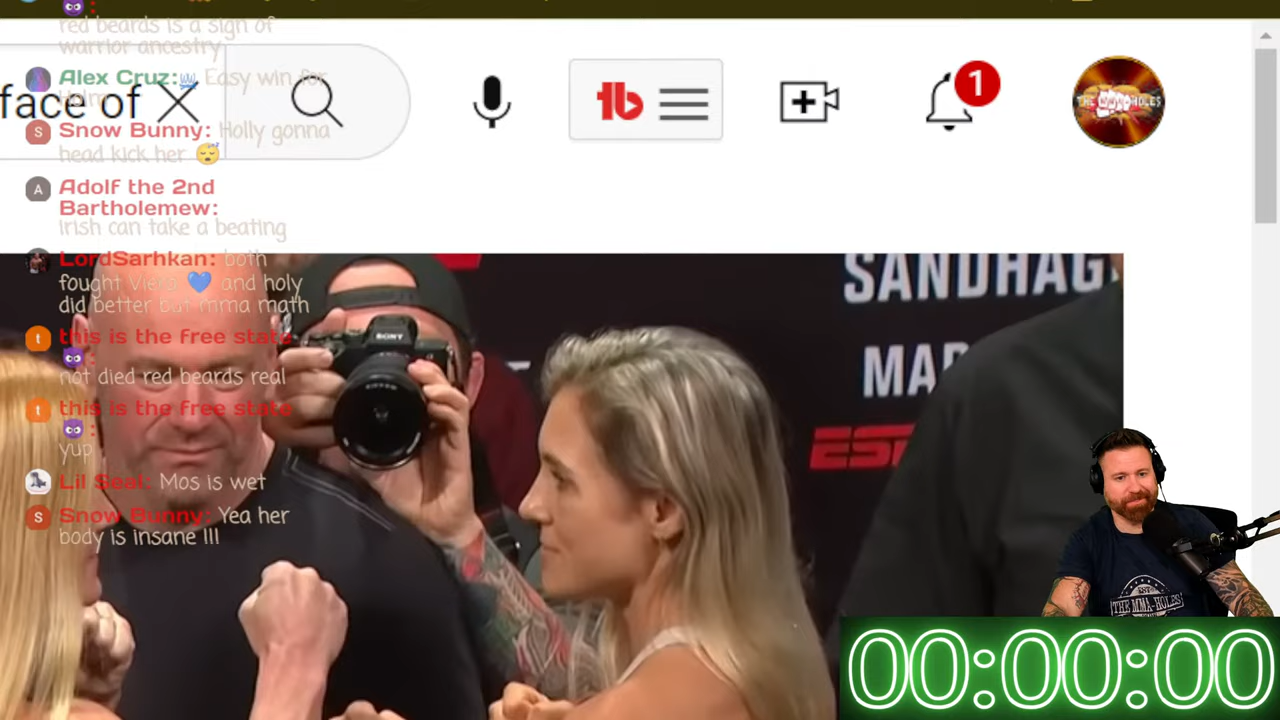 red beards is a sign of
warrior ancestry
Alex Cruz: Easy win for
Holm
face of
Snow Bunny: Holly gonna
head kick her
Adolf the 2nd
Bartholemew:
irish can take a beating
LordSarhkan: both
fought Viera and holy
did better but mma math
this is the free state
:
not died red beards real
this is the free state
:
yup
Lil Seal: Mos is wet
Snow Bunny: Yea her
body is insane !!!
1
THE MMA-HOLES
SONY
SANDHAG
MAR
ESP
THE MMA-HOLES
00:00:00